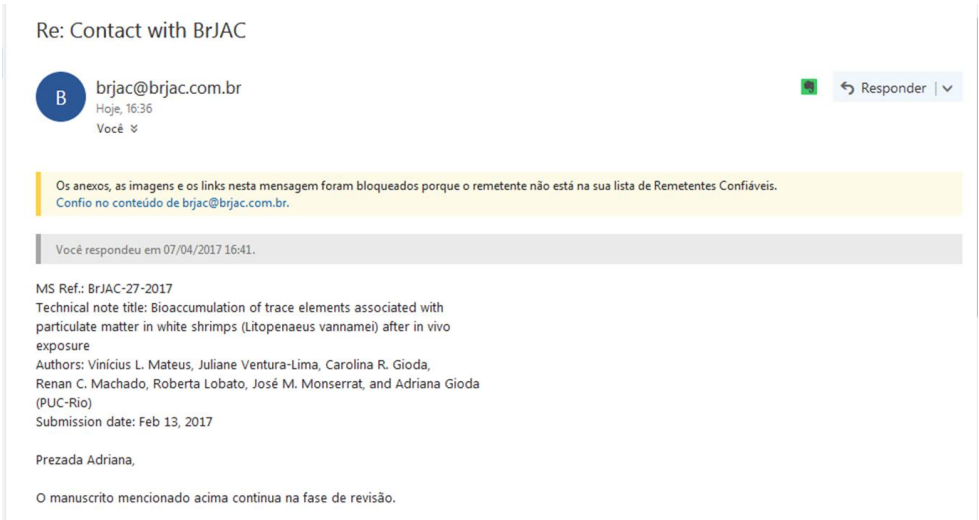 Re: Contact with BrJAC
B
brjac@brjac.com.br
Responder
Hoje, 16:36
Você
Os anexos, as imagens e os links nesta mensagem foram bloqueados porque o remetente não está na sua lista de Remetentes Confiáveis.
Confio no conteúdo de brjac@brjac.com.br.
Você respondeu em 07/04/2017 16:41.
MS Ref.: BrJAC-27-2017
Technical note title: Bioaccumulation of trace elements associated with
particulate matter in white shrimps (Litopenaeus vannamei) after in vivo
exposure
Authors: Vinícius L. Mateus, Juliane Ventura-Lima, Carolina R. Gioda,
Renan C. Machado, Roberta Lobato, José M. Monserrat, and Adriana Gioda
(PUC-Rio)
Submission date: Feb 13, 2017
Prezada Adriana,
O manuscrito mencionado acima continua na fase de revisão.